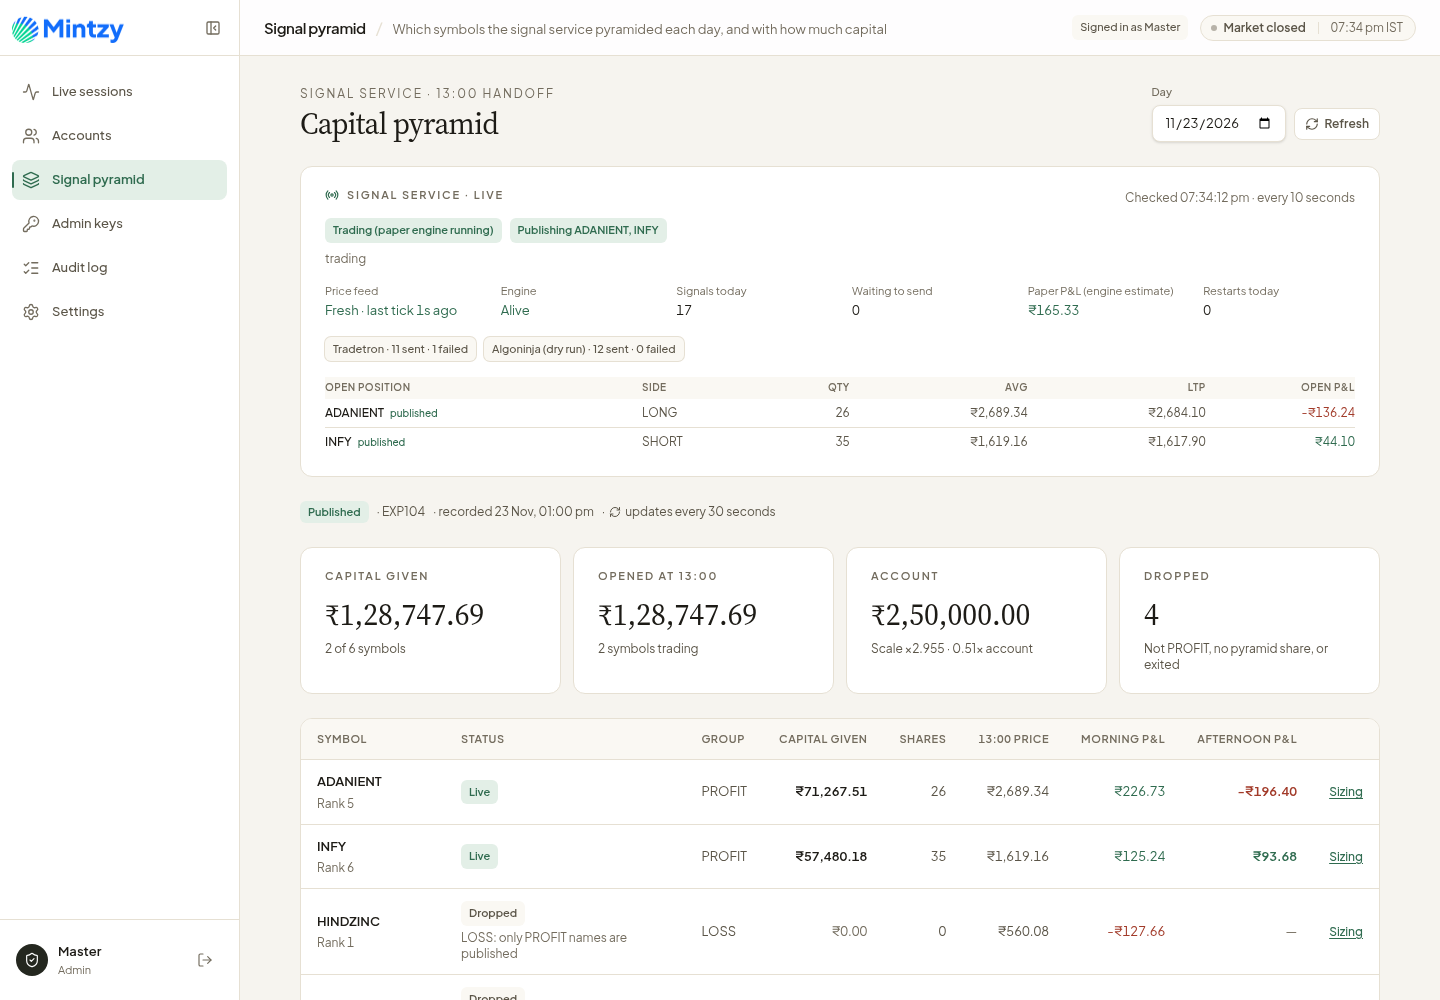 Mintzy
Signal pyramid / Which symbols the signal service pyramided each day, and with how much capital
Signed in as Master
Market closed
07:34 pm IST
Live sessions
Accounts
Signal pyramid
Admin keys
Audit log
Settings
Master
Admin
SIGNAL SERVICE · 13:00 HANDOFF
Capital pyramid
Day
11/23/2026
Refresh
SIGNAL SERVICE · LIVE
Checked 07:34:12 pm · every 10 seconds
Trading (paper engine running) Publishing ADANIENT, INFY
trading
Price feed Engine Signals today Waiting to send Paper P&L (engine estimate) Restarts today
Fresh · last tick 1s ago Alive 17 0 ₹165.33 0
Tradetron · 11 sent · 1 failed Algoninja (dry run) · 12 sent · 0 failed
OPEN POSITION SIDE QTY AVG LTP OPEN P&L
ADANIENT published LONG 26 ₹2,689.34 ₹2,684.10 -₹136.24
INFY published SHORT 35 ₹1,619.16 ₹1,617.90 ₹44.10
Published · EXP104 · recorded 23 Nov, 01:00 pm · updates every 30 seconds
CAPITAL GIVEN
₹1,28,747.69
2 of 6 symbols
OPENED AT 13:00
₹1,28,747.69
2 symbols trading
ACCOUNT
₹2,50,000.00
Scale ×2.955 · 0.51× account
DROPPED
4
Not PROFIT, no pyramid share, or
exited
SYMBOL STATUS GROUP CAPITAL GIVEN SHARES 13:00 PRICE MORNING P&L AFTERNOON P&L
ADANIENT
Rank 5
Live PROFIT ₹71,267.51 26 ₹2,689.34 ₹226.73 -₹196.40 Sizing
INFY
Rank 6
Live PROFIT ₹57,480.18 35 ₹1,619.16 ₹125.24 ₹93.68 Sizing
HINDZINC
Rank 1
Dropped
LOSS: only PROFIT names are
published
LOSS ₹0.00 0 ₹560.08 -₹127.66 — Sizing
Dropped